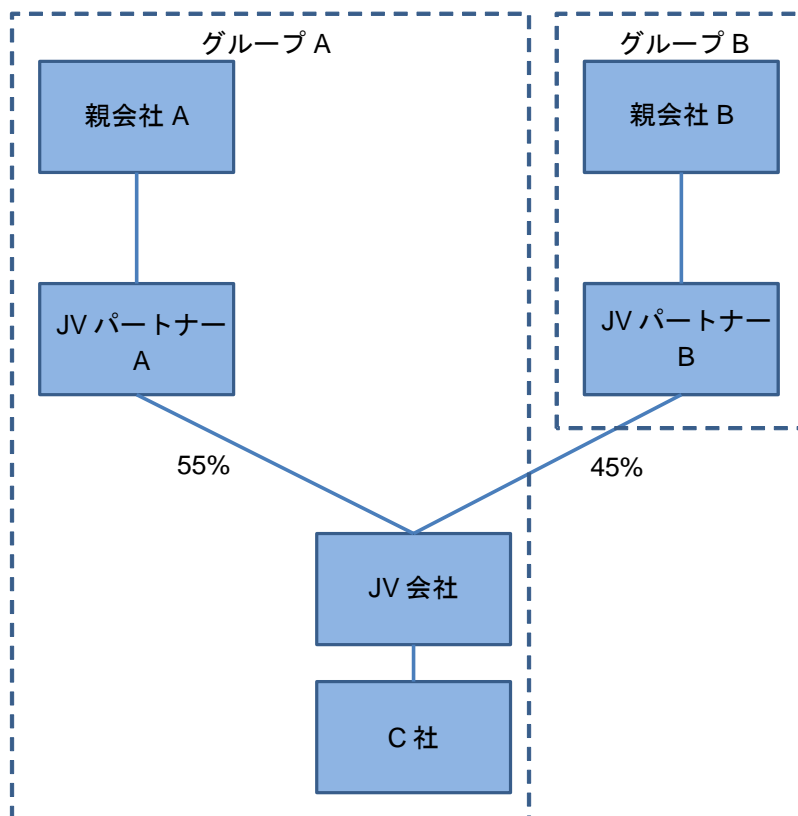 グループ A
グループ B
親会社 A
親会社 B
JV パートナー
A
JV パートナー
B
55%
45%
JV 会社
C 社